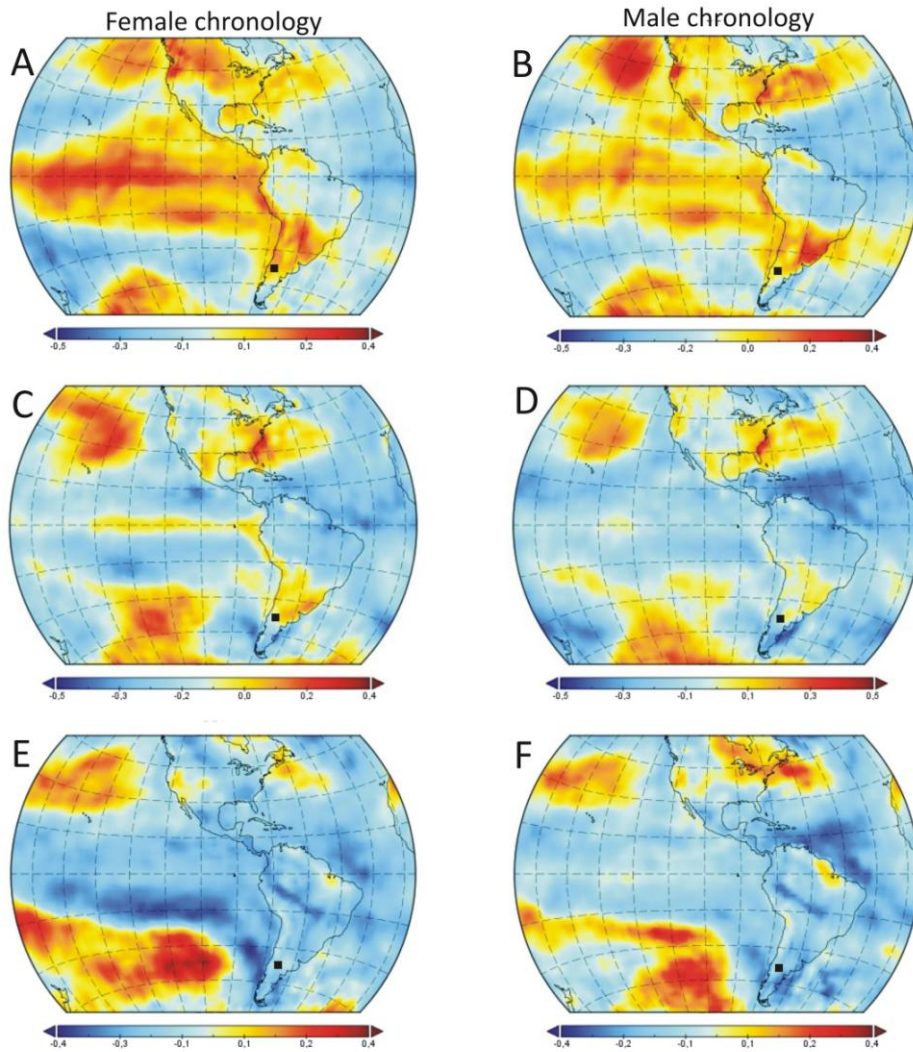 Female chronology
Male chronology
A
B
-0,5 -0,3 -0,1 0,1 0,2 0,4
-0,5 -0,3 -0,1 0,0 0,2 0,4
C
D
-0,5 -0,3 -0,1 0,0 0,2 0,4
-0,5 -0,3 -0,1 0,1 0,3 0,5
E
F
-0,4 -0,2 -0,1 0,1 0,2 0,4
-0,4 -0,2 -0,1 0,1 0,2 0,4